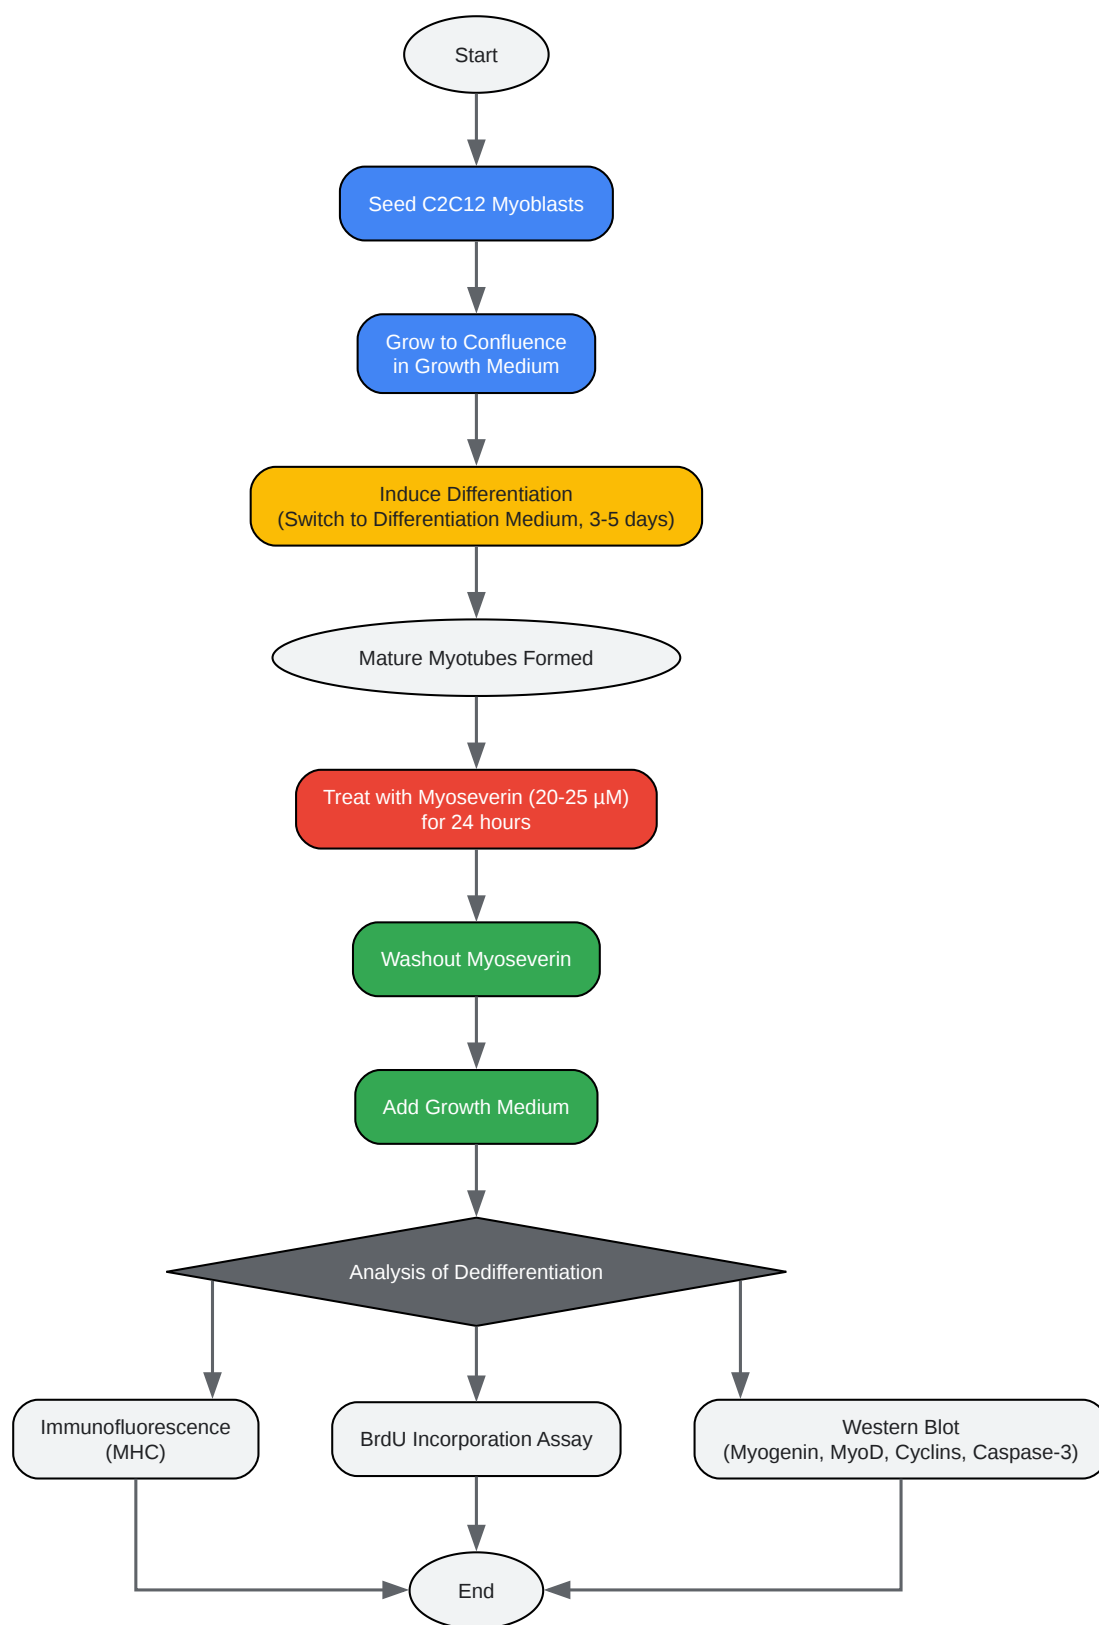 Start
Seed C2C12 Myoblasts
Grow to Confluence
in Growth Medium
Induce Differentiation
(Switch to Differentiation Medium, 3-5 days)
Mature Myotubes Formed
Treat with Myoseverin (20-25 µM)
for 24 hours
Washout Myoseverin
Add Growth Medium
Analysis of Dedifferentiation
Immunofluorescence
(MHC)
BrdU Incorporation Assay
Western Blot
(Myogenin, MyoD, Cyclins, Caspase-3)
End